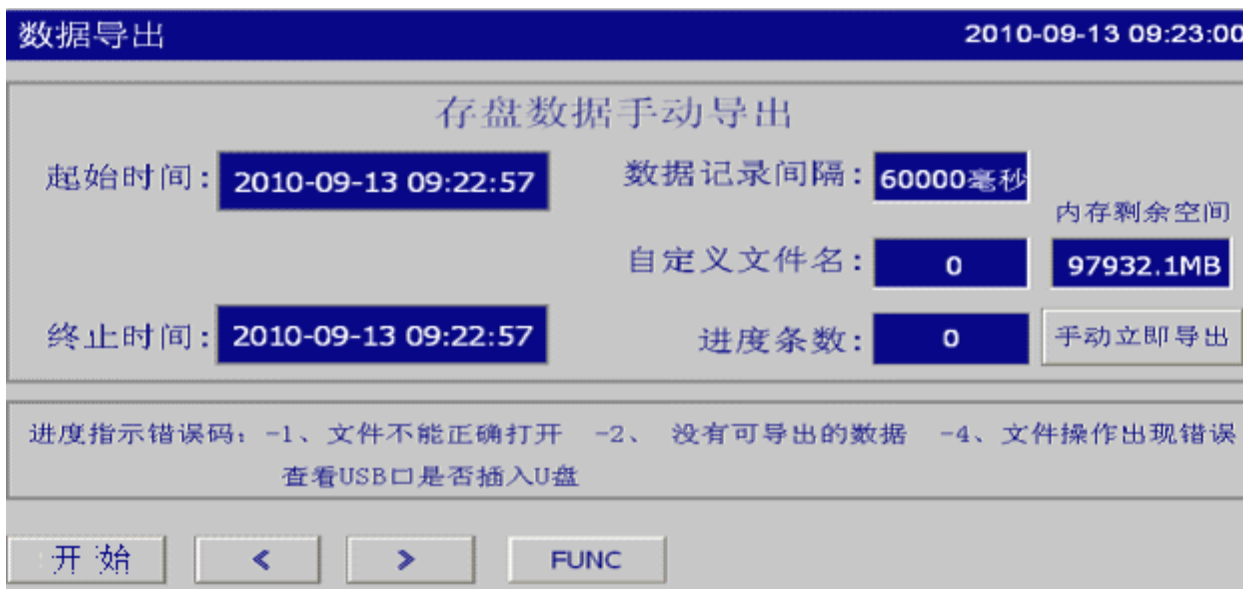 数据导出 2010-09-13 09:23:00
存盘数据手动导出
起始时间: 2010-09-13 09:22:57 数据记录间隔: 60000毫秒
内存剩余空间
自定义文件名: 0 97932.1MB
终止时间: 2010-09-13 09:22:57 进度条数: 0 手动立即导出
进度指示错误码: -1、文件不能正确打开 -2、 没有可导出的数据 -4、文件操作出现错误
查看USB口是否插入U盘
开始 < > FUNC